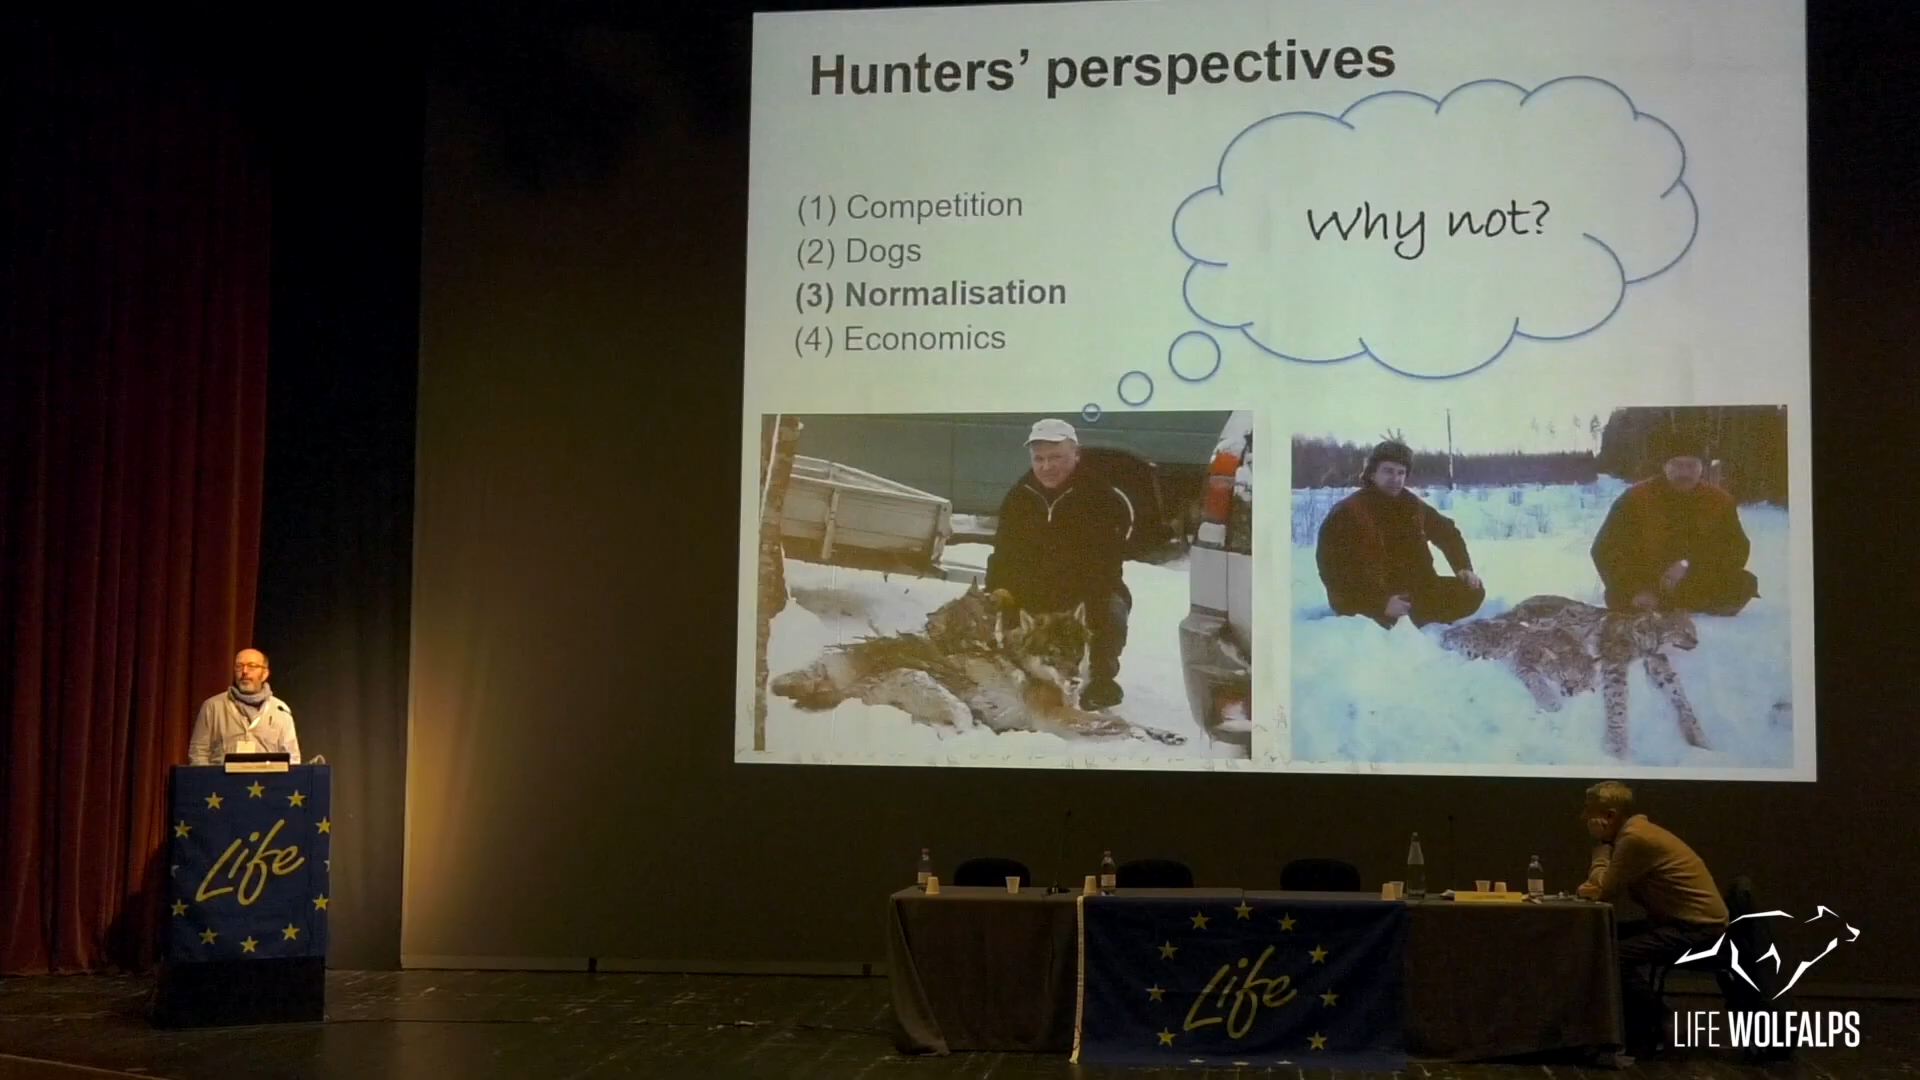 Hunters' perspectives
(1) Competition
(2) Dogs
(3) Normalisation
(4) Economics
Why not?
Life
Life
LIFE WOLFALPS